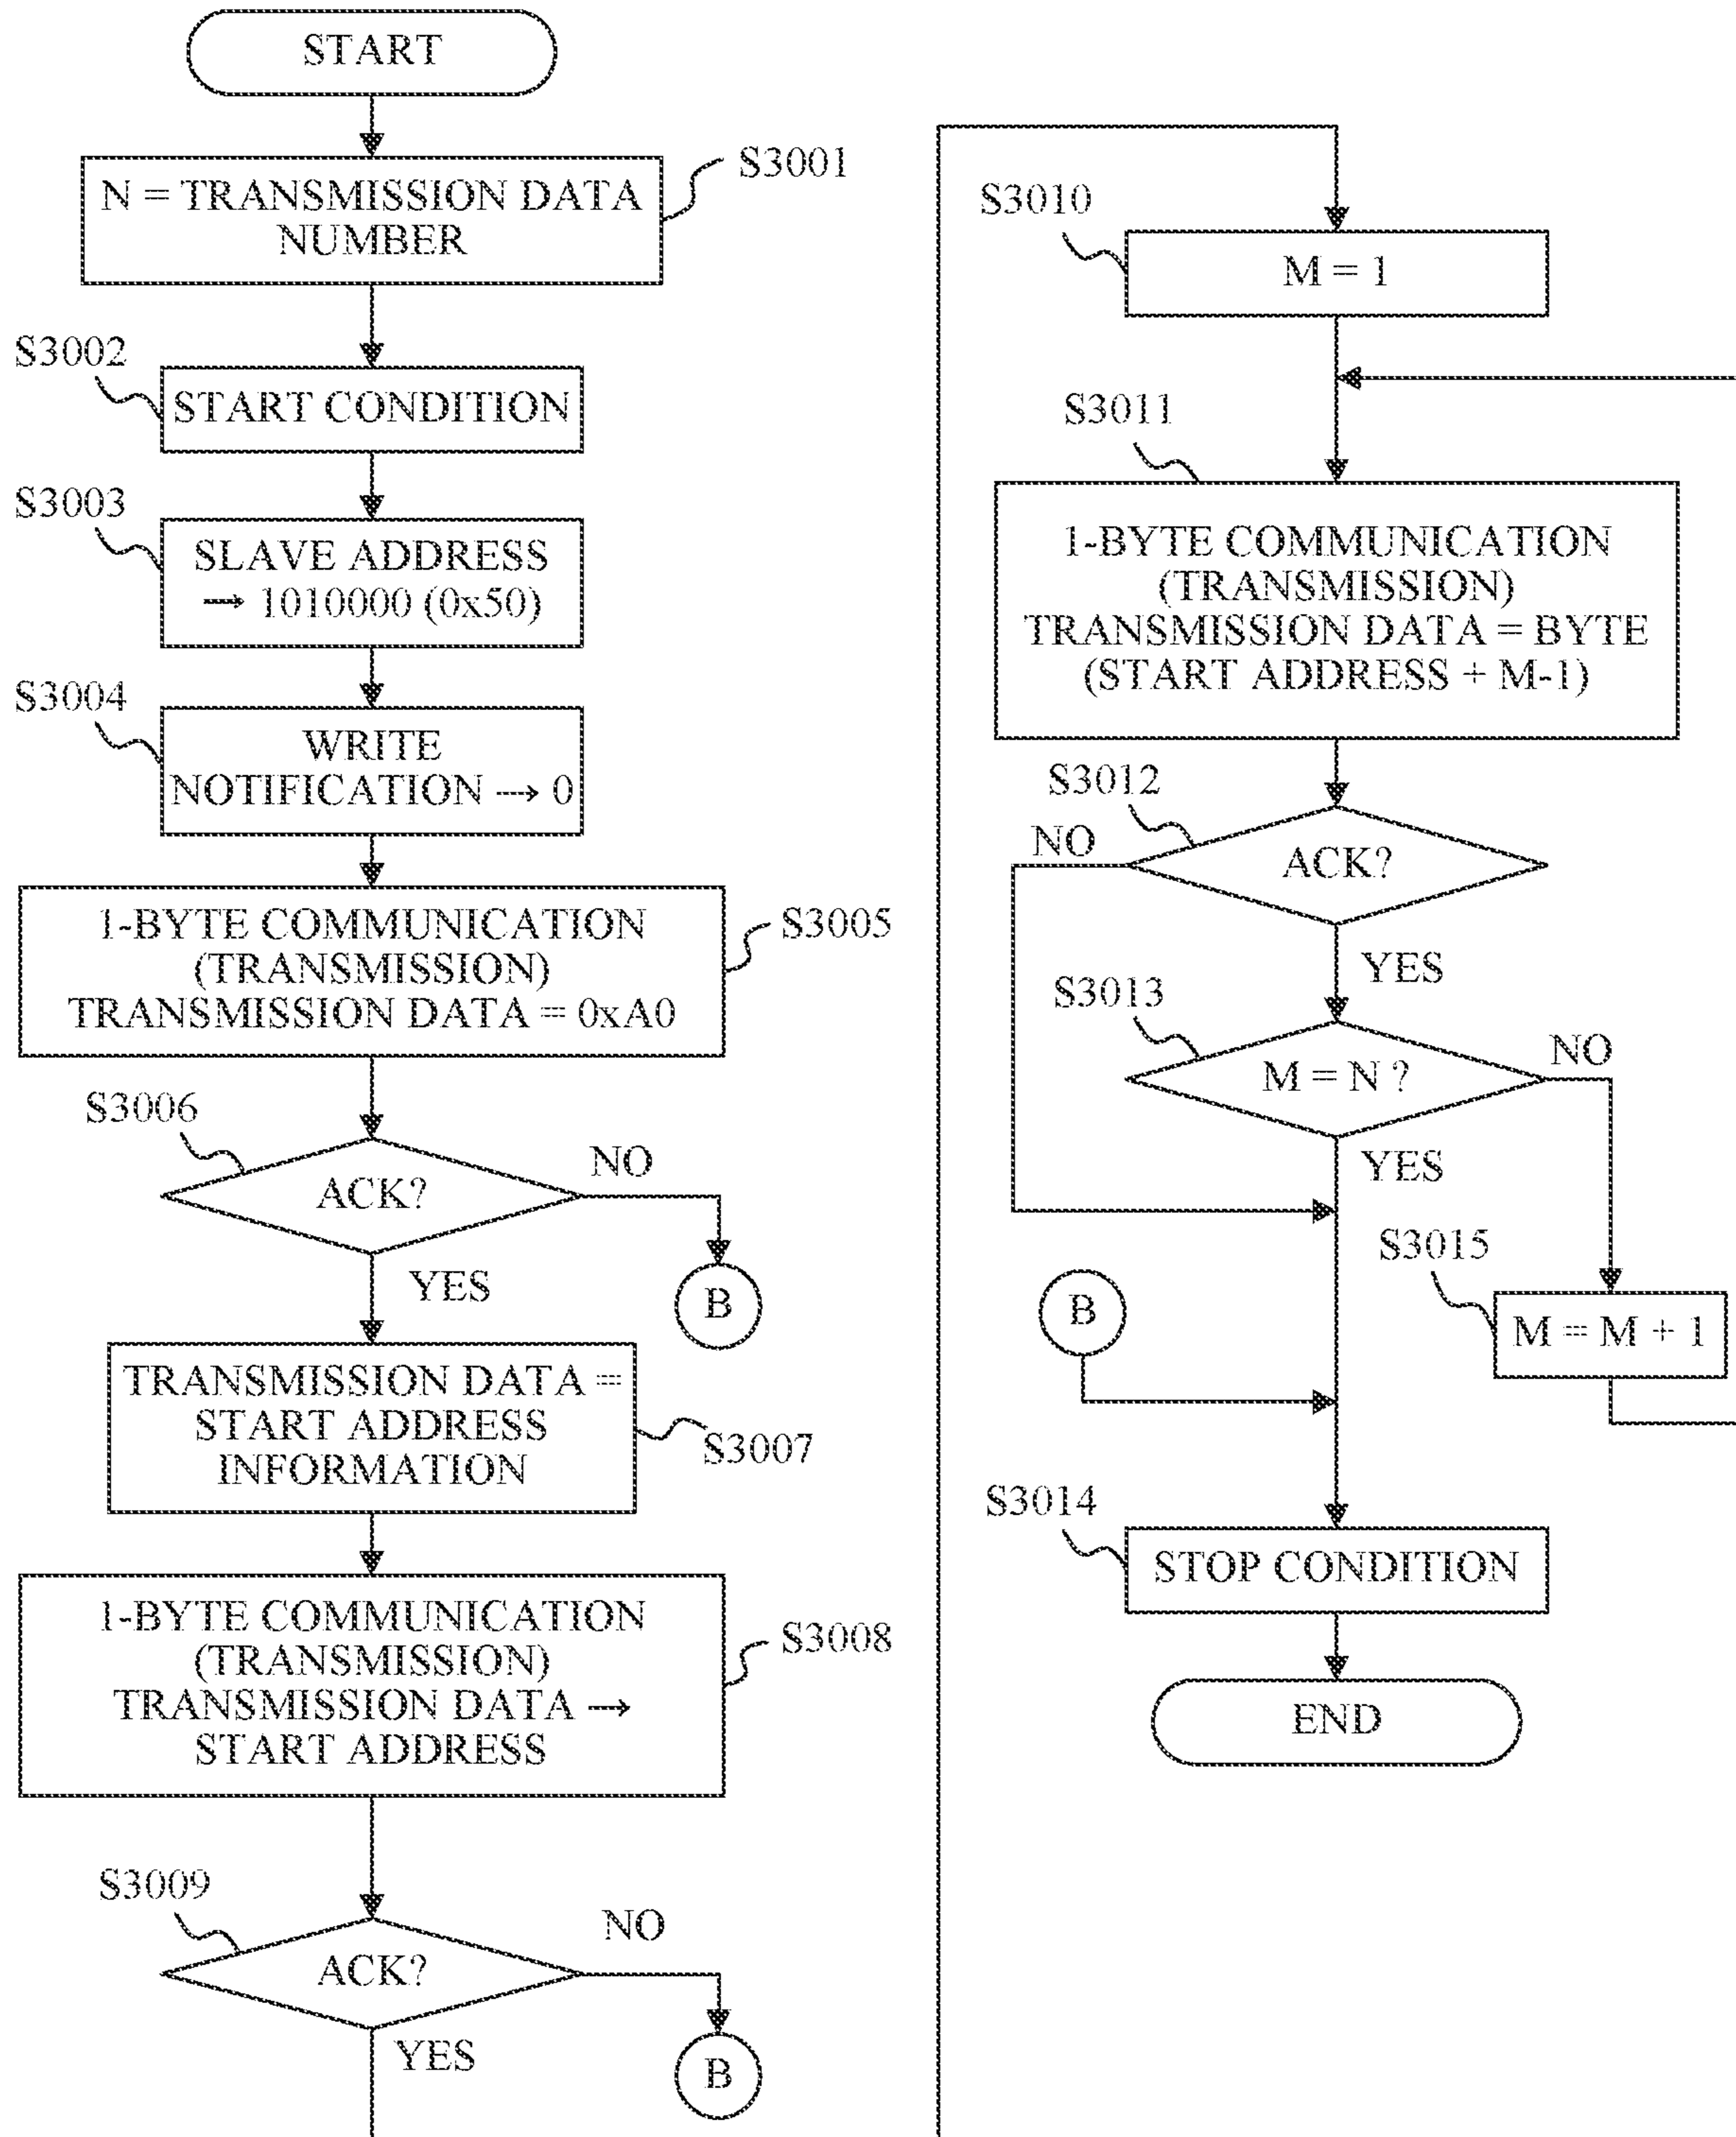 START
N = TRANSMISSION DATA
NUMBER
S3001
S3002
START CONDITION
S3003
SLAVE ADDRESS
→ 1010000 (0x50)
S3004
WRITE
NOTIFICATION → 0
1-BYTE COMMUNICATION
(TRANSMISSION)
TRANSMISSION DATA = 0xA0
S3005
S3006
ACK?
NO
B
YES
TRANSMISSION DATA =
START ADDRESS
INFORMATION
S3007
1-BYTE COMMUNICATION
(TRANSMISSION)
TRANSMISSION DATA →
START ADDRESS
S3008
S3009
ACK?
NO
B
YES
S3010
M = 1
S3011
1-BYTE COMMUNICATION
(TRANSMISSION)
TRANSMISSION DATA = BYTE
(START ADDRESS + M-1)
S3012
NO
ACK?
YES
S3013
M = N ?
NO
YES
S3015
M = M + 1
B
S3014
STOP CONDITION
END